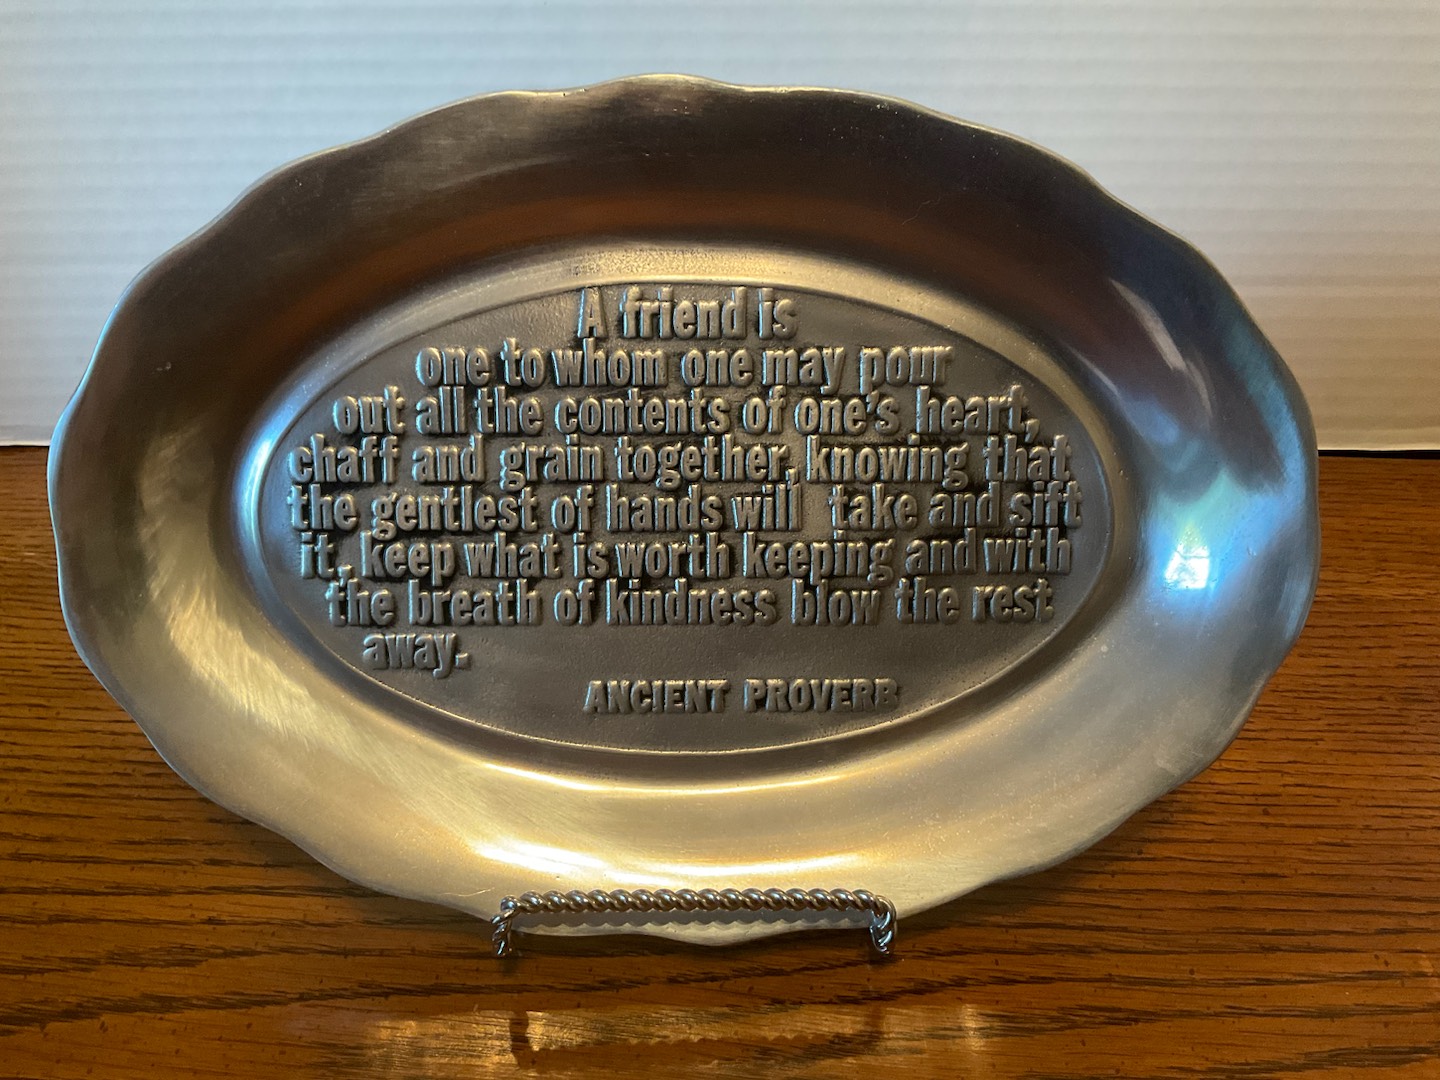 A friend is
one to whom one may pour
out all the contents of one's heart,
chaff and grain together, knowing that
the gentlest of hands will take and sift
it, keep what is worth keeping and with
the breath of kindness blow the rest
away.
ANCIENT PROVERB